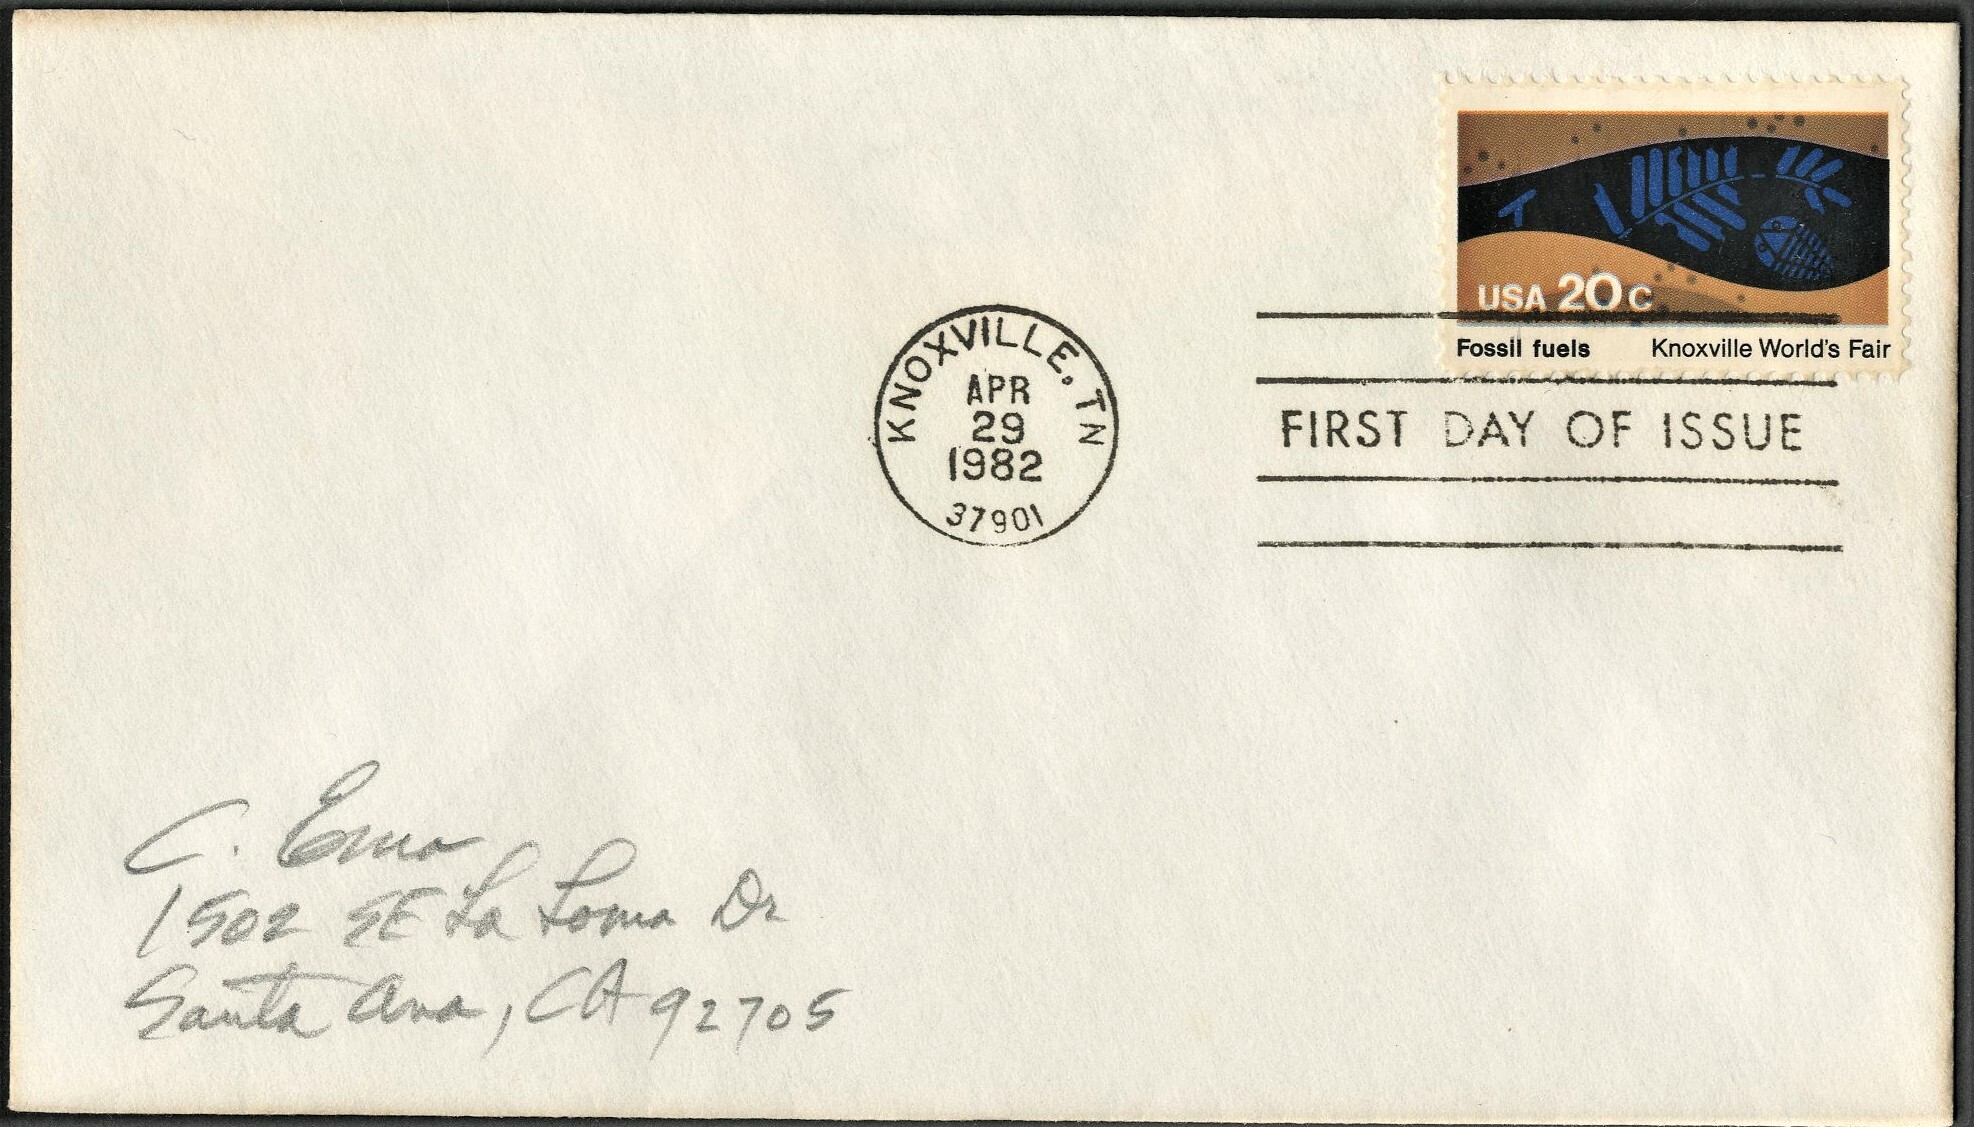 USA 20c
Fossil fuels Knoxville World's Fair
KNOXVILLE, TN
APR
29
1982
37901
FIRST DAY OF ISSUE
C.
1502 SE La Loma Dr
Santa Ana, CA 92705